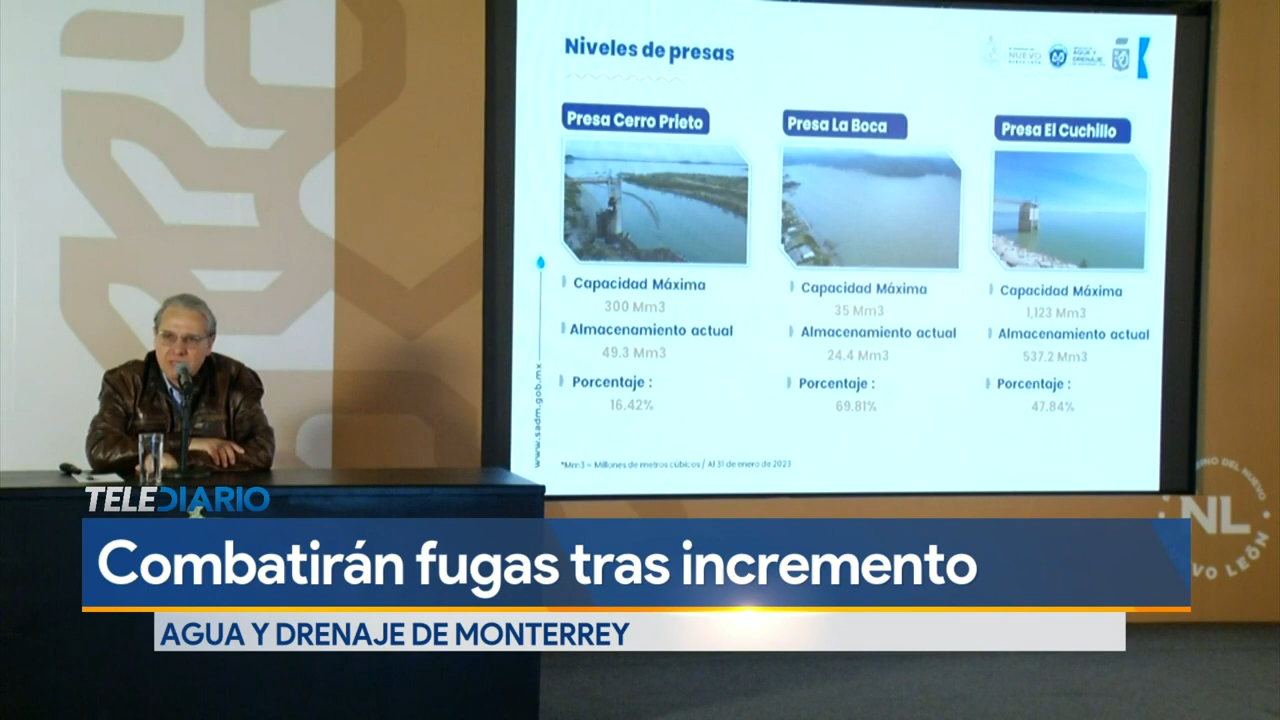 Niveles de presas
NUEVO
AGUA Y
DRENAJE
Presa Cerro Prieto
Presa La Boca
Presa El Cuchillo
Capacidad Máxima
300 Mm3
Almacenamiento actual
49.3 Mm3
Porcentaje :
16.42%
Capacidad Máxima
35 Mm3
Almacenamiento actual
24.4 Mm3
Porcentaje :
69.81%
Capacidad Máxima
1,123 Mm3
Almacenamiento actual
537.2 Mm3
Porcentaje :
47.84%
www.sadm.gob.mx
*Mm3 = Millones de metros cúbicos / Al 31 de enero de 2023
NL
TELEDIARIO
Combatirán fugas tras incremento
AGUA Y DRENAJE DE MONTERREY